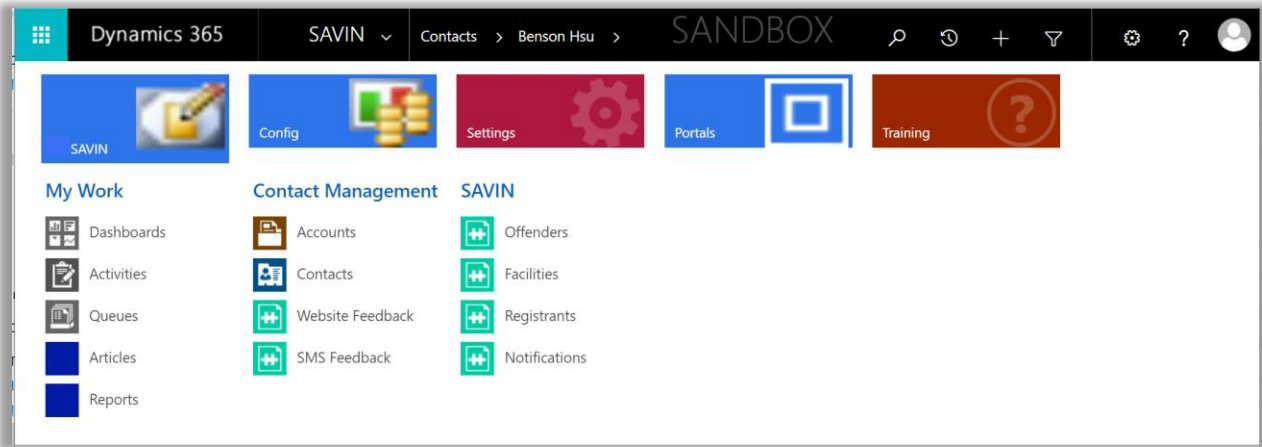 Dynamics 365 SAVIN Contacts > Benson Hsu > SANDBOX + ?
SAVIN Config Settings Portals Training ?
My Work Contact Management SAVIN
Dashboards Accounts Offenders
Activities Contacts Facilities
Queues Website Feedback Registrants
Articles SMS Feedback Notifications
Reports